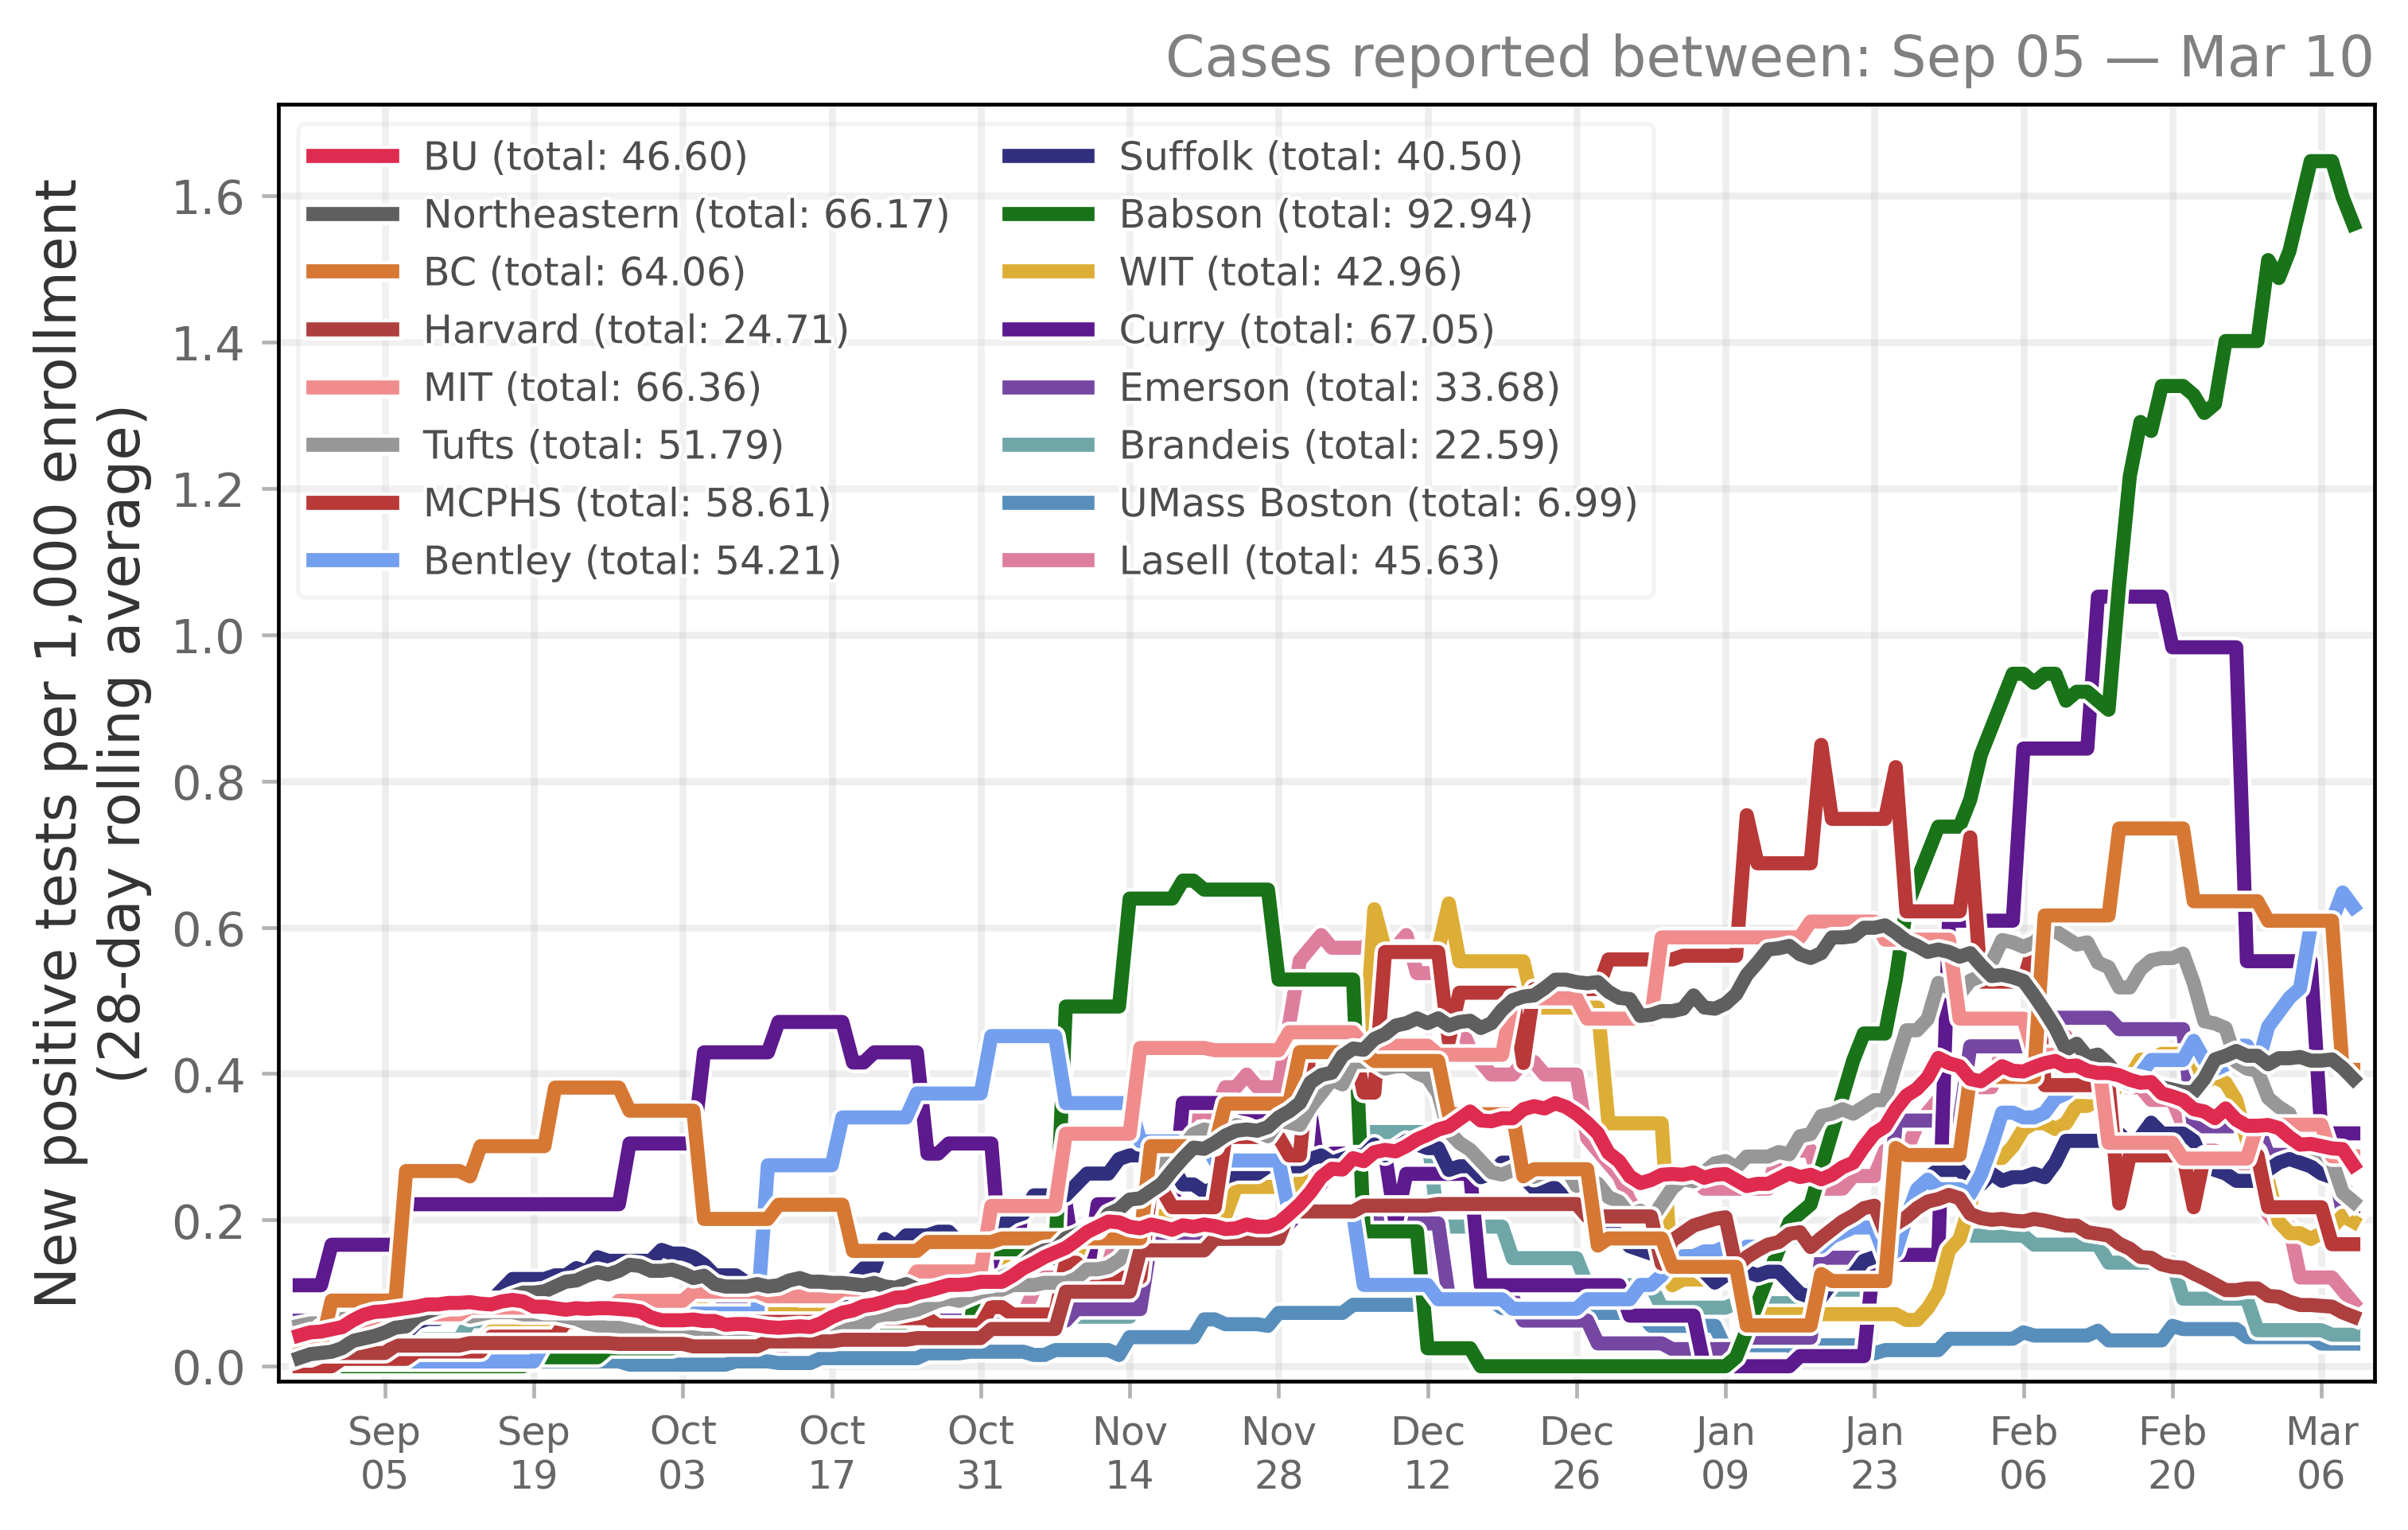 Cases reported between: Sep 05 — Mar 10
New positive tests per 1,000 enrollment
(28-day rolling average)
BU (total: 46.60)
Northeastern (total: 66.17)
BC (total: 64.06)
Harvard (total: 24.71)
MIT (total: 66.36)
Tufts (total: 51.79)
MCPHS (total: 58.61)
Bentley (total: 54.21)
Suffolk (total: 40.50)
Babson (total: 92.94)
WIT (total: 42.96)
Curry (total: 67.05)
Emerson (total: 33.68)
Brandeis (total: 22.59)
UMass Boston (total: 6.99)
Lasell (total: 45.63)
1.6
1.4
1.2
1.0
0.8
0.6
0.4
0.2
0.0
Sep Sep Oct Oct Oct Nov Nov Dec Dec Jan Jan Feb Feb Mar
05 19 03 17 31 14 28 12 26 09 23 06 20 06